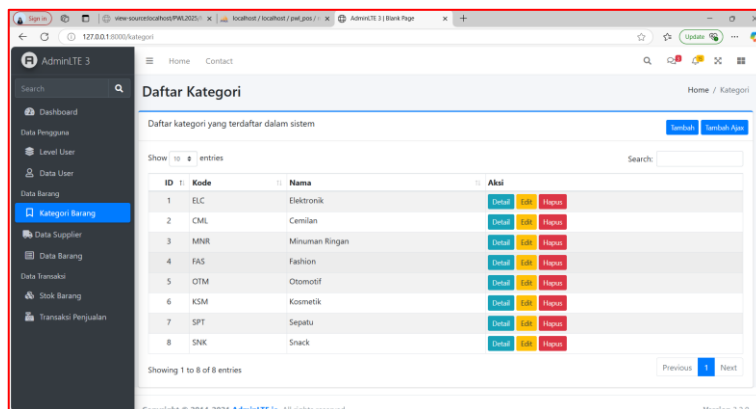 Sign in
view-source:localhost/PWL2025/
localhost / localhost / pwl_pos /
AdminLTE 3 | Blank Page
127.0.0.1:8000/kategori
Update
AdminLTE 3
Home Contact
Search
Daftar Kategori
Home / Kategori
Dashboard
Data Pengguna
Level User
Data User
Data Barang
Kategori Barang
Data Supplier
Data Barang
Data Transaksi
Stok Barang
Transaksi Penjualan
Daftar kategori yang terdaftar dalam sistem
Tambah Tambah Ajax
Show 10 entries
Search:
ID Kode Nama Aksi
1 ELC Elektronik Detail Edit Hapus
2 CML Cemilan Detail Edit Hapus
3 MNR Minuman Ringan Detail Edit Hapus
4 FAS Fashion Detail Edit Hapus
5 OTM Otomotif Detail Edit Hapus
6 KSM Kosmetik Detail Edit Hapus
7 SPT Sepatu Detail Edit Hapus
8 SNK Snack Detail Edit Hapus
Showing 1 to 8 of 8 entries
Previous 1 Next